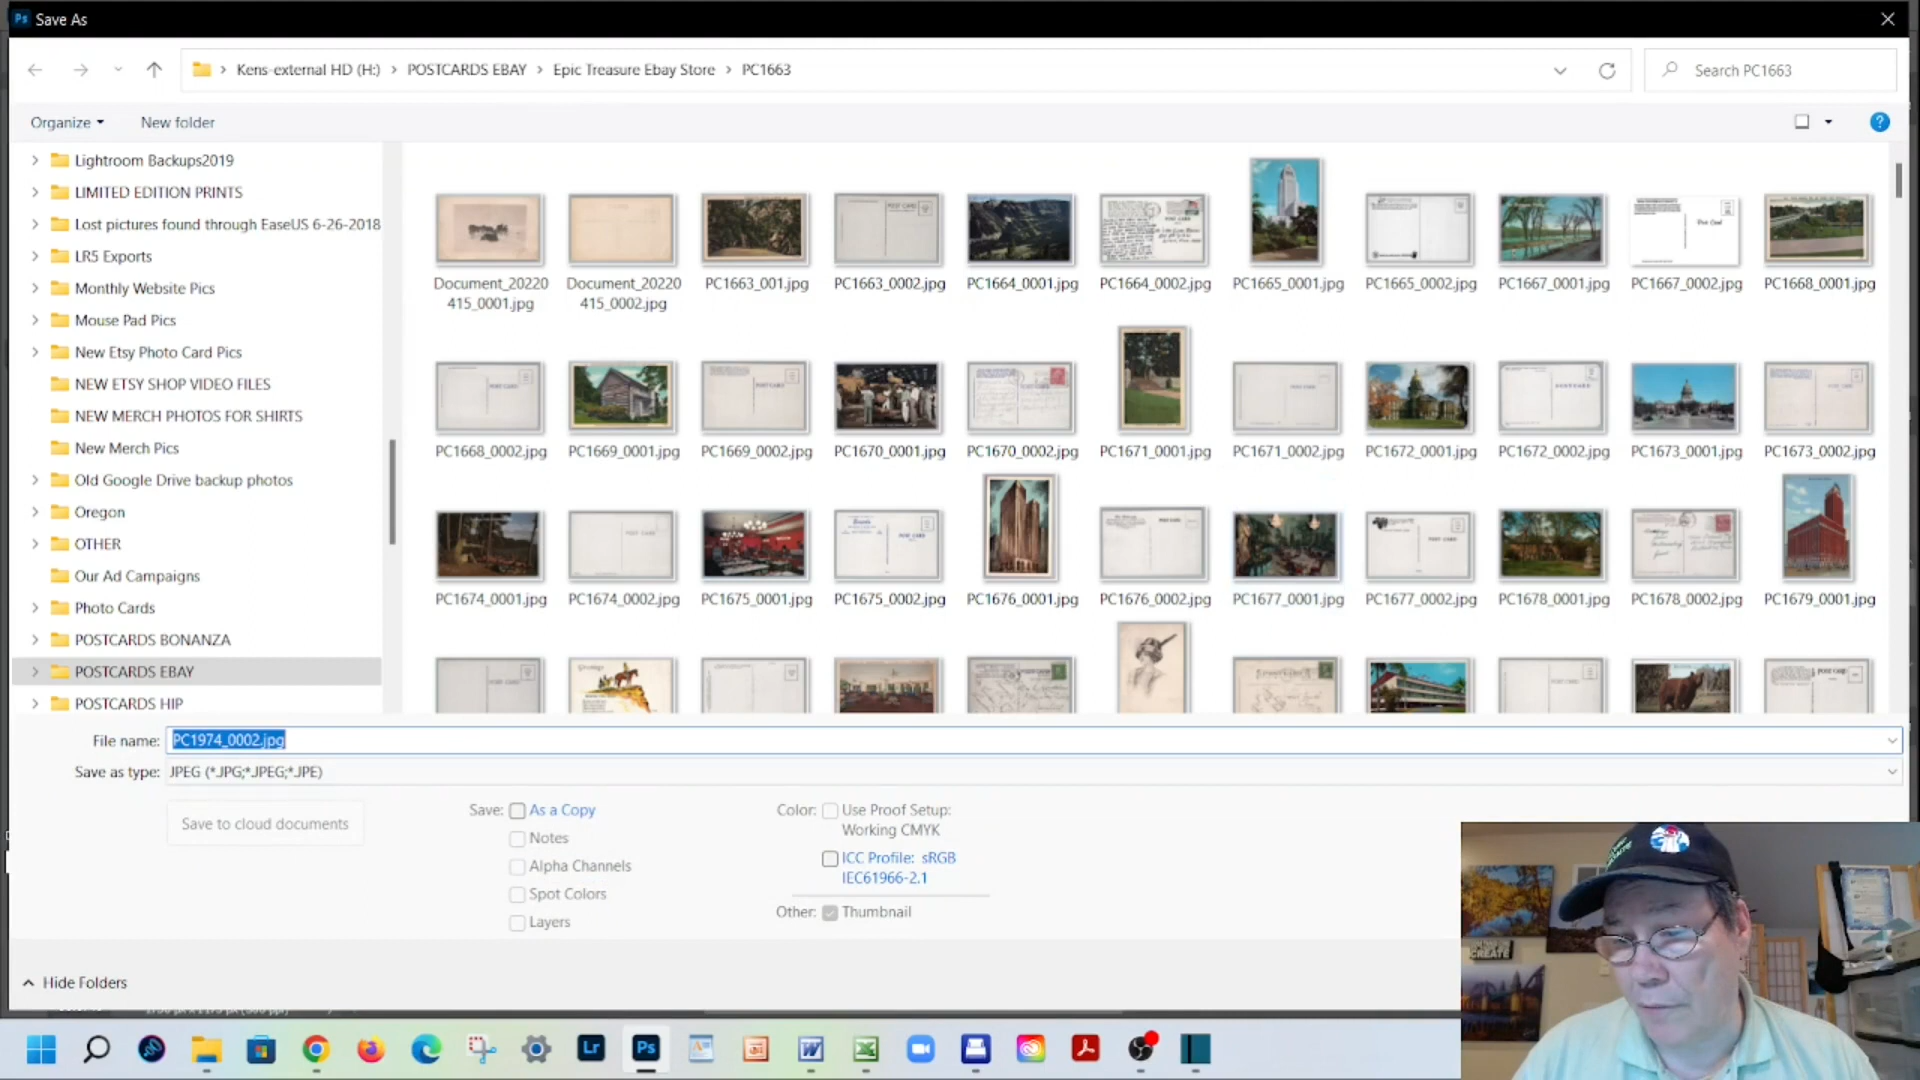 Ps Save As
Kens-external HD (H:) > POSTCARDS EBAY > Epic Treasure Ebay Store > PC1663
Search PC1663
Organize
New folder
?
Lightroom Backups2019
LIMITED EDITION PRINTS
Lost pictures found through EaseUS 6-26-2018
LR5 Exports
Monthly Website Pics
Mouse Pad Pics
New Etsy Photo Card Pics
NEW ETSY SHOP VIDEO FILES
NEW MERCH PHOTOS FOR SHIRTS
New Merch Pics
Old Google Drive backup photos
Oregon
OTHER
Our Ad Campaigns
Photo Cards
POSTCARDS BONANZA
POSTCARDS EBAY
POSTCARDS HIP
Document_20220
415_0001.jpg
Document_20220
415_0002.jpg
PC1663_001.jpg
PC1663_0002.jpg
PC1664_0001.jpg
PC1664_0002.jpg
PC1665_0001.jpg
PC1665_0002.jpg
PC1667_0001.jpg
PC1667_0002.jpg
PC1668_0001.jpg
PC1668_0002.jpg
PC1669_0001.jpg
PC1669_0002.jpg
PC1670_0001.jpg
PC1670_0002.jpg
PC1671_0001.jpg
PC1671_0002.jpg
PC1672_0001.jpg
PC1672_0002.jpg
PC1673_0001.jpg
PC1673_0002.jpg
PC1674_0001.jpg
PC1674_0002.jpg
PC1675_0001.jpg
PC1675_0002.jpg
PC1676_0001.jpg
PC1676_0002.jpg
PC1677_0001.jpg
PC1677_0002.jpg
PC1678_0001.jpg
PC1678_0002.jpg
PC1679_0001.jpg
File name: PC1974_0002.jpg
Save as type: JPEG (*.JPG;*.JPEG;*.JPE)
Save to cloud documents
Save: As a Copy
Notes
Alpha Channels
Spot Colors
Layers
Color: Use Proof Setup:
Working CMYK
ICC Profile: sRGB
IEC61966-2.1
Other: Thumbnail
Hide Folders
CREATE
Lr
Ps